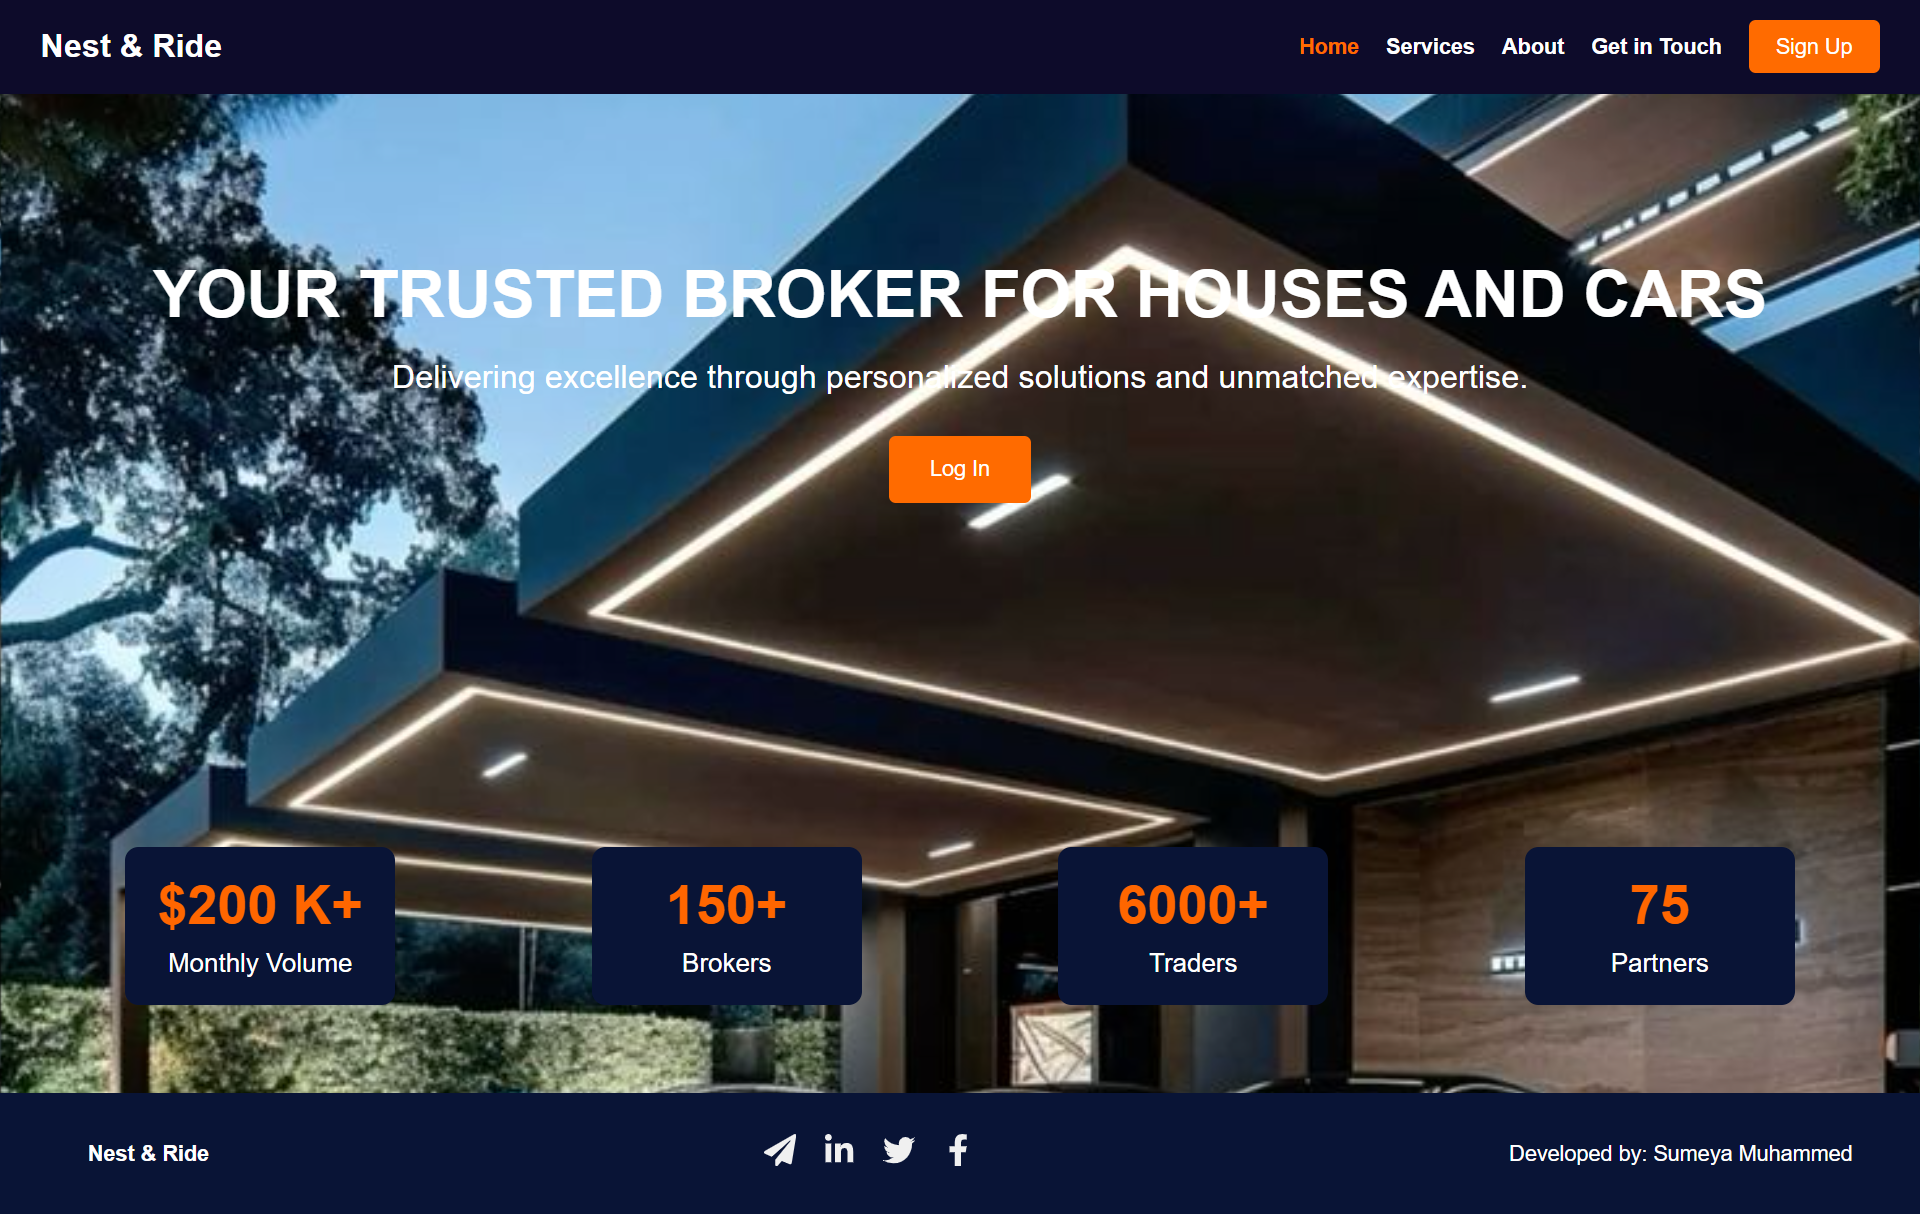 Nest & Ride
Home Services About Get in Touch Sign Up
YOUR TRUSTED BROKER FOR HOUSES AND CARS
Delivering excellence through personalized solutions and unmatched expertise.
Log In
$200 K+
Monthly Volume
150+
Brokers
6000+
Traders
75
Partners
Nest & Ride
Developed by: Sumeya Muhammed